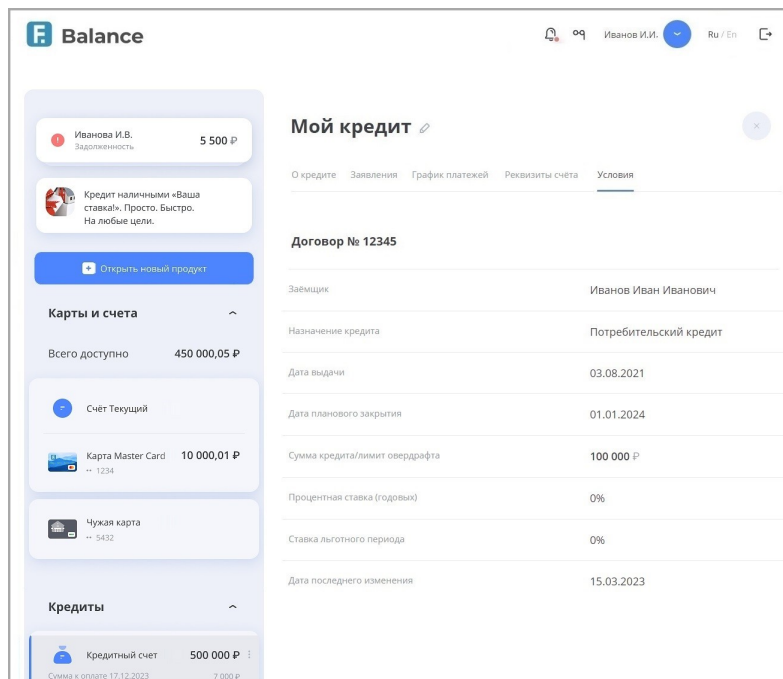 F. Balance
Иванов И.И.
Ru / En
Иванова И.В.
Задолженность
5 500 ₽
Кредит наличными «Ваша
ставка!». Просто. Быстро.
На любые цели.
Открыть новый продукт
Карты и счета
Всего доступно 450 000,05 ₽
Счёт Текущий
Карта Master Card 10 000,01 ₽
•• 1234
Чужая карта
•• 5432
Кредиты
Кредитный счет 500 000 ₽
Сумма к оплате 17.12.2023 7 000 ₽
Мой кредит
О кредите Заявления График платежей Реквизиты счёта Условия
Договор № 12345
Заёмщик Иванов Иван Иванович
Назначение кредита Потребительский кредит
Дата выдачи 03.08.2021
Дата планового закрытия 01.01.2024
Сумма кредита/лимит овердрафта 100 000 ₽
Процентная ставка (годовых) 0%
Ставка льготного периода 0%
Дата последнего изменения 15.03.2023